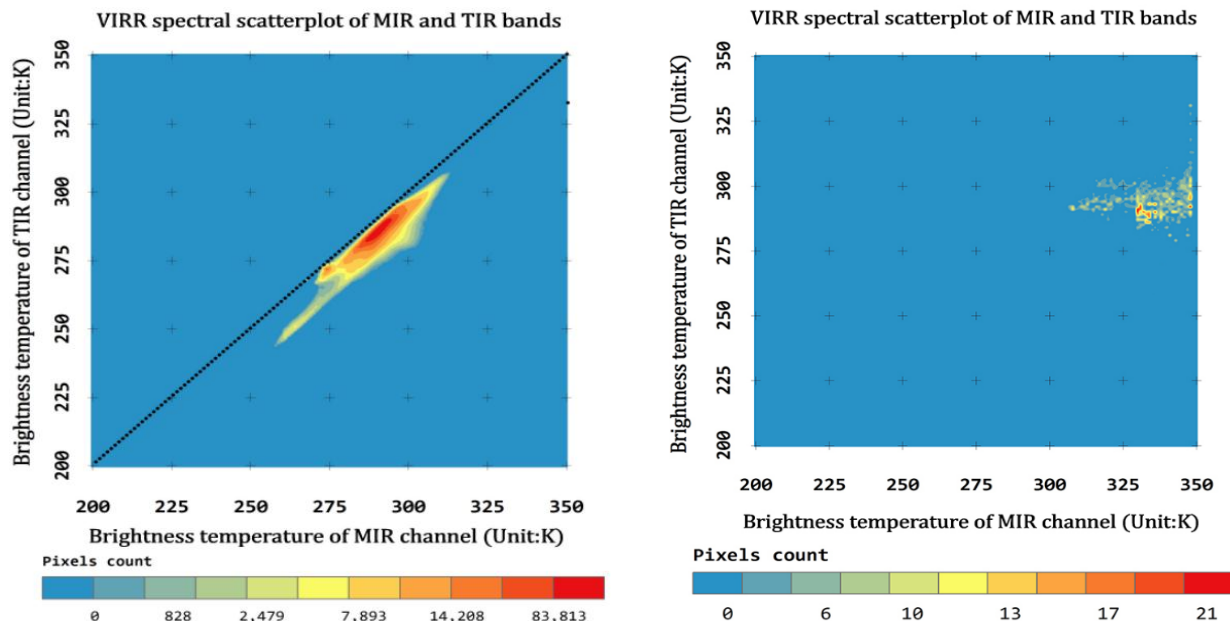 VIRR spectral scatterplot of MIR and TIR bands
Brightness temperature of TIR channel (Unit:K)
350
325
300
275
250
225
200
200 225 250 275 300 325 350
Brightness temperature of MIR channel (Unit:K)
Pixels count
0 828 2,479 7,893 14,208 83,813
VIRR spectral scatterplot of MIR and TIR bands
Brightness temperature of TIR channel (Unit:K)
350
325
300
275
250
225
200
200 225 250 275 300 325 350
Brightness temperature of MIR channel (Unit:K)
Pixels count
0 6 10 13 17 21